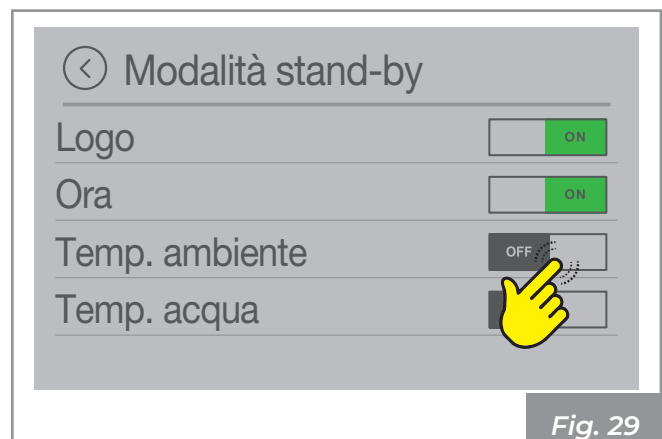 Modalità stand-by
Logo ON
Ora ON
Temp. ambiente OFF
Temp. acqua
Fig. 29